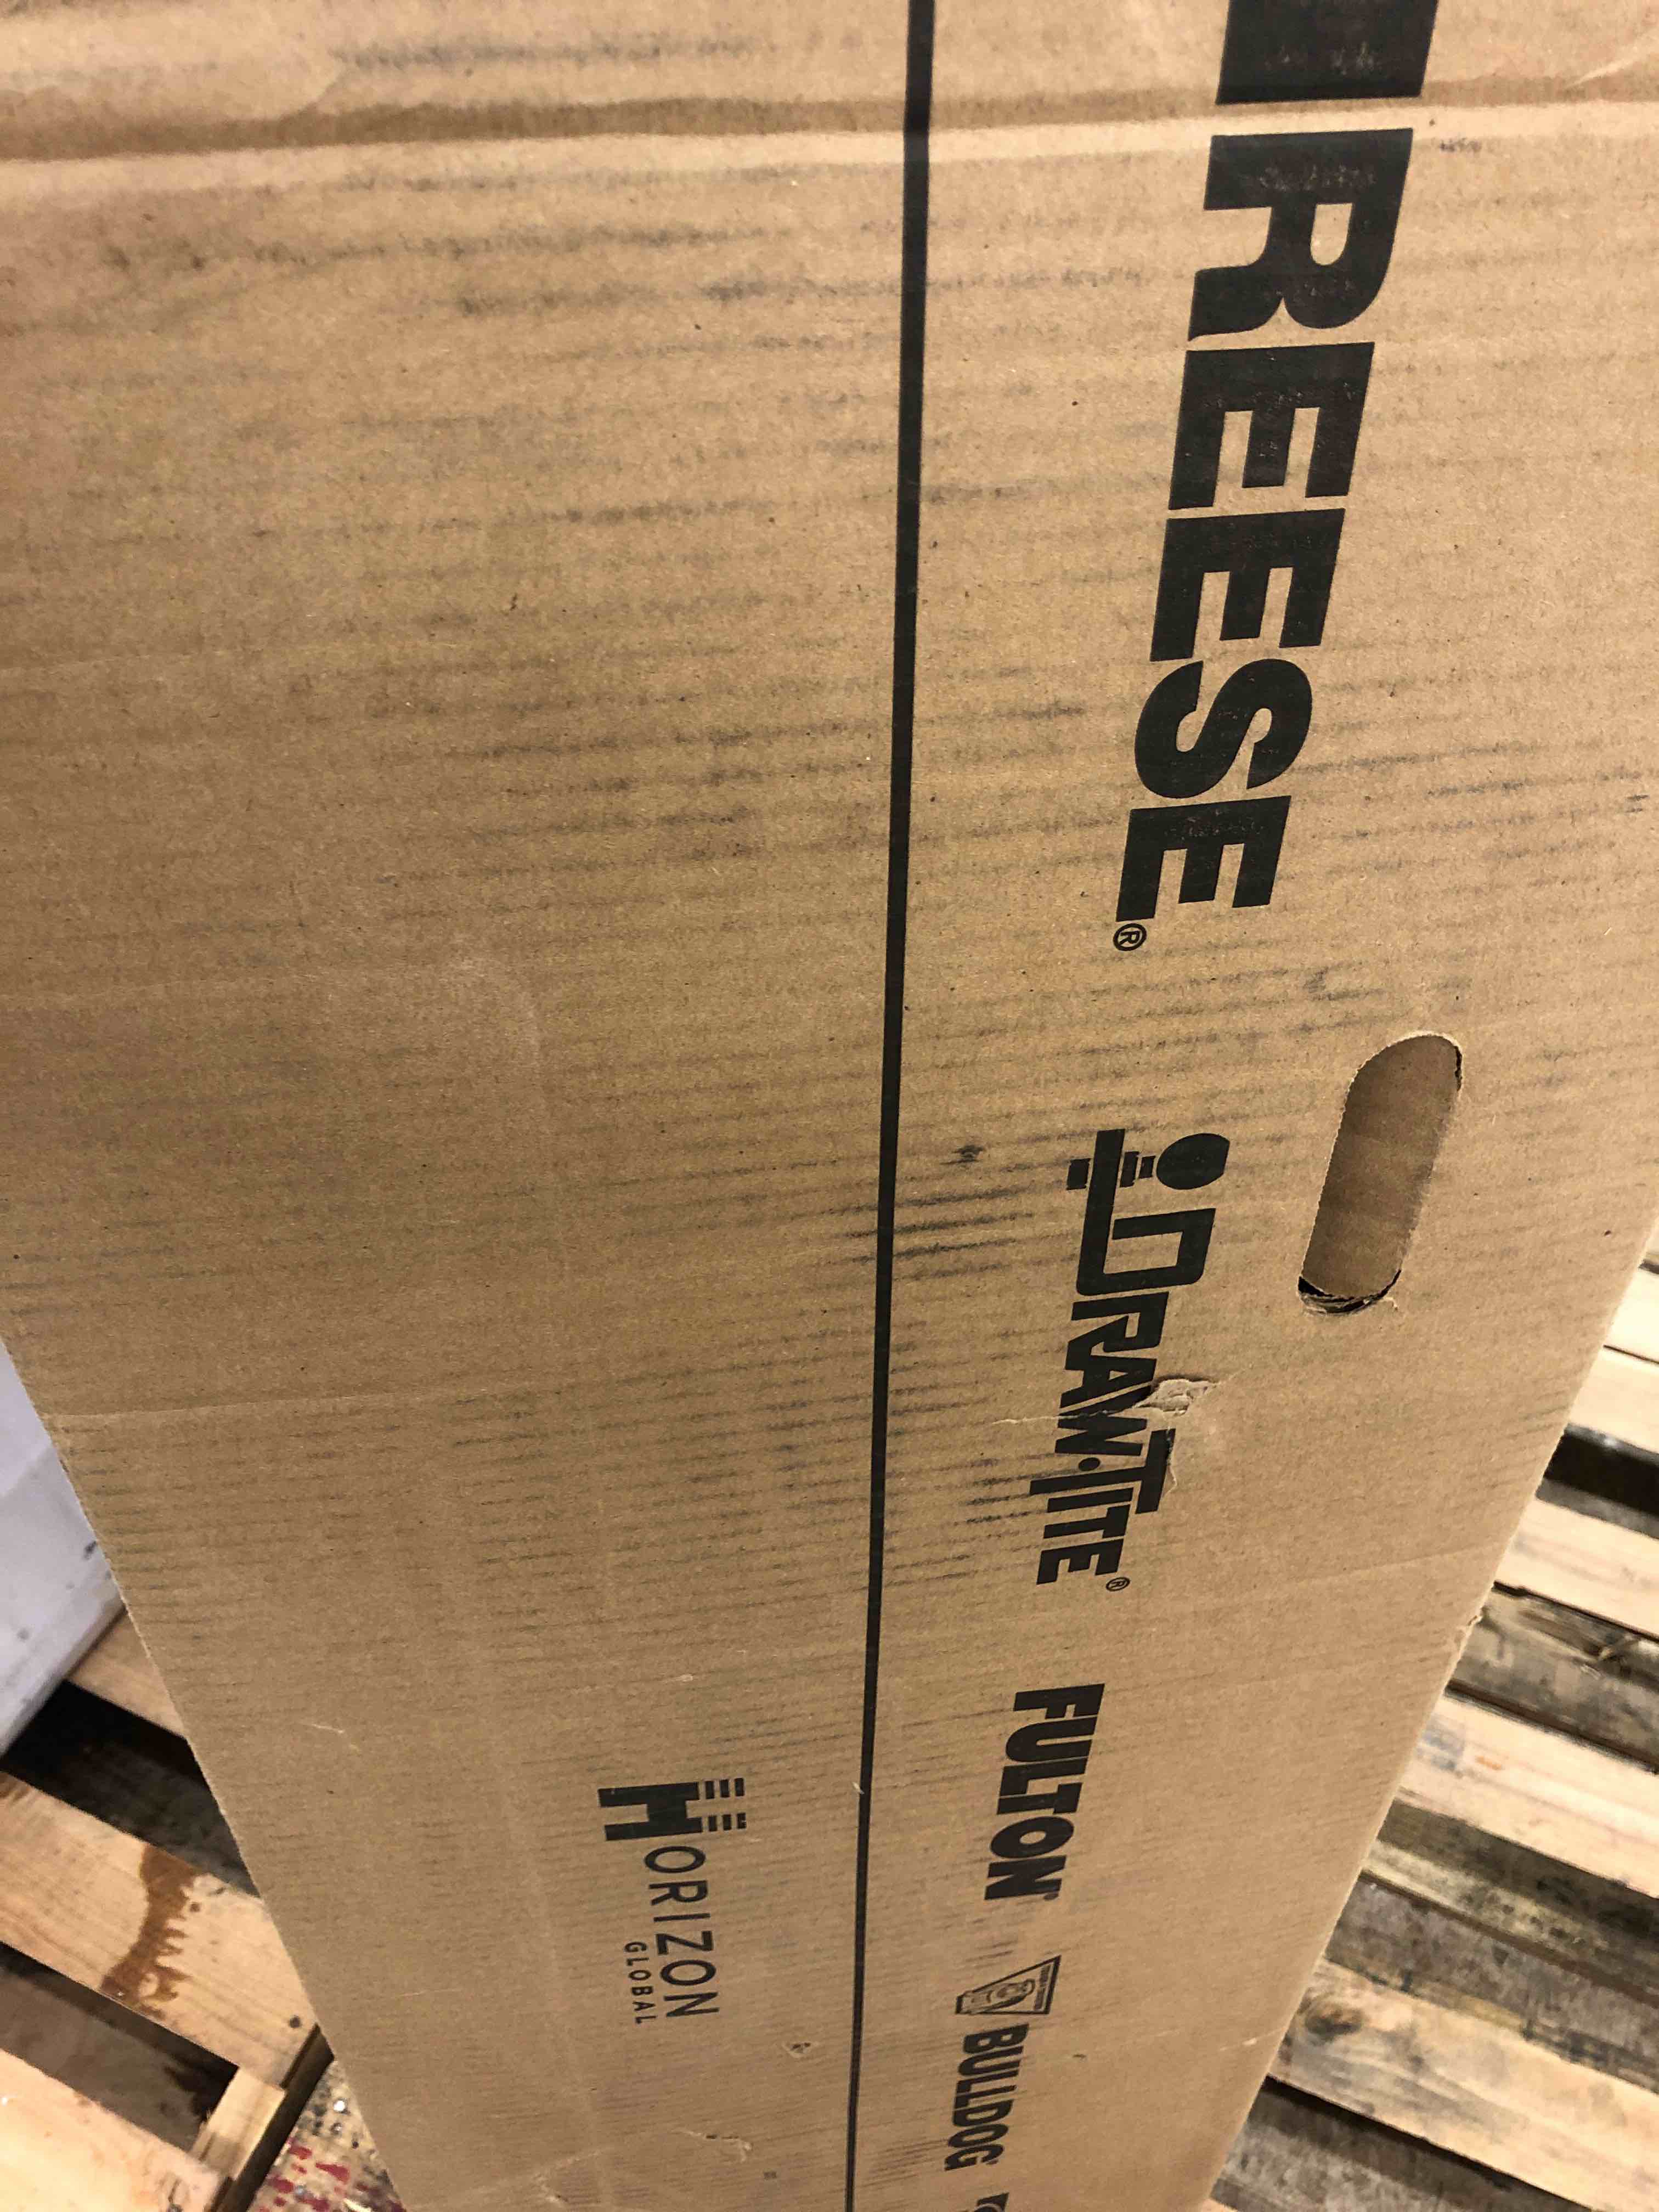 REESE® DRAW·TITE® FULTON BULLDOG
HORIZON
GLOBAL